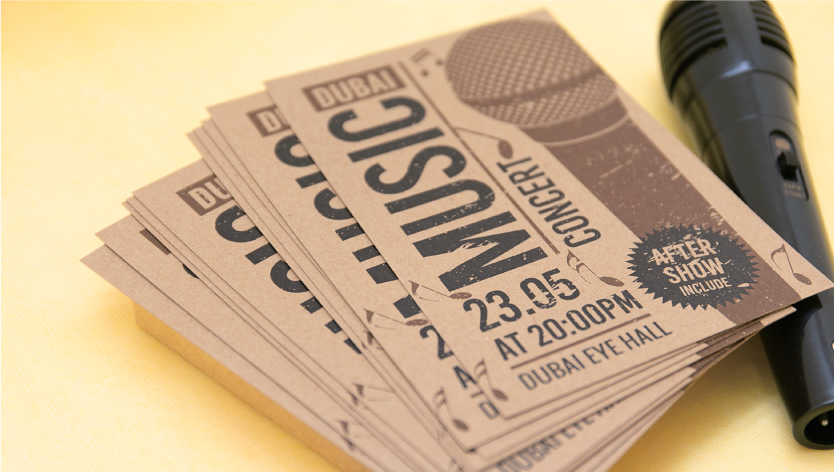 DUBAI
MUSIC
CONCERT
23.05
AT 20:00PM
DUBAI EYE HALL
AFTER
SHOW
INCLUDE